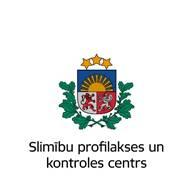 Slimību profilakses un
kontroles centrs